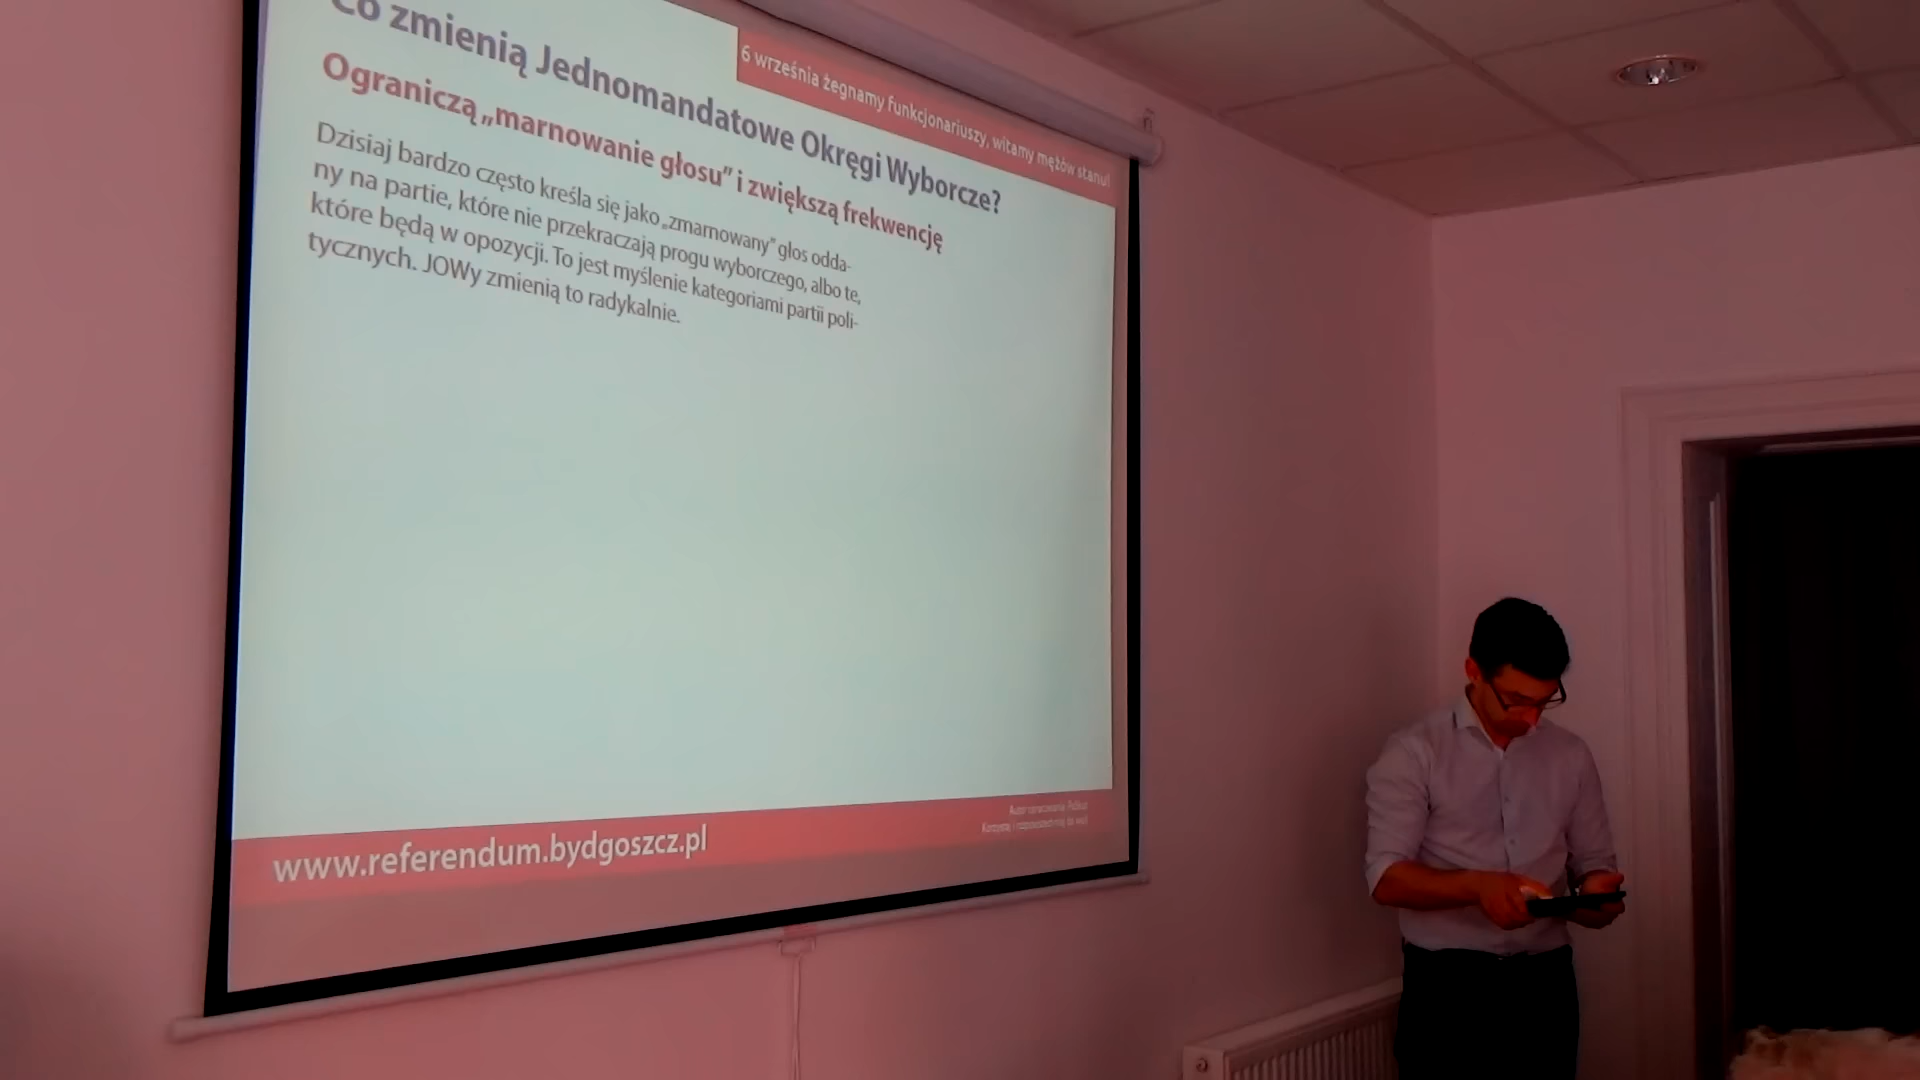 6 września żegnamy funkcjonariuszy, witamy mężów stanu!
Co zmienią Jednomandatowe Okręgi Wyborcze?
Ograniczą „marnowanie głosu” i zwiększą frekwencję
Dzisiaj bardzo często kreśla się jako „zmarnowany” głos odda-
ny na partie, które nie przekraczają progu wyborczego, albo te,
które będą w opozycji. To jest myślenie kategoriami partii poli-
tycznych. JOWy zmienią to radykalnie.
www.referendum.bydgoszcz.pl
Autor opracowania: